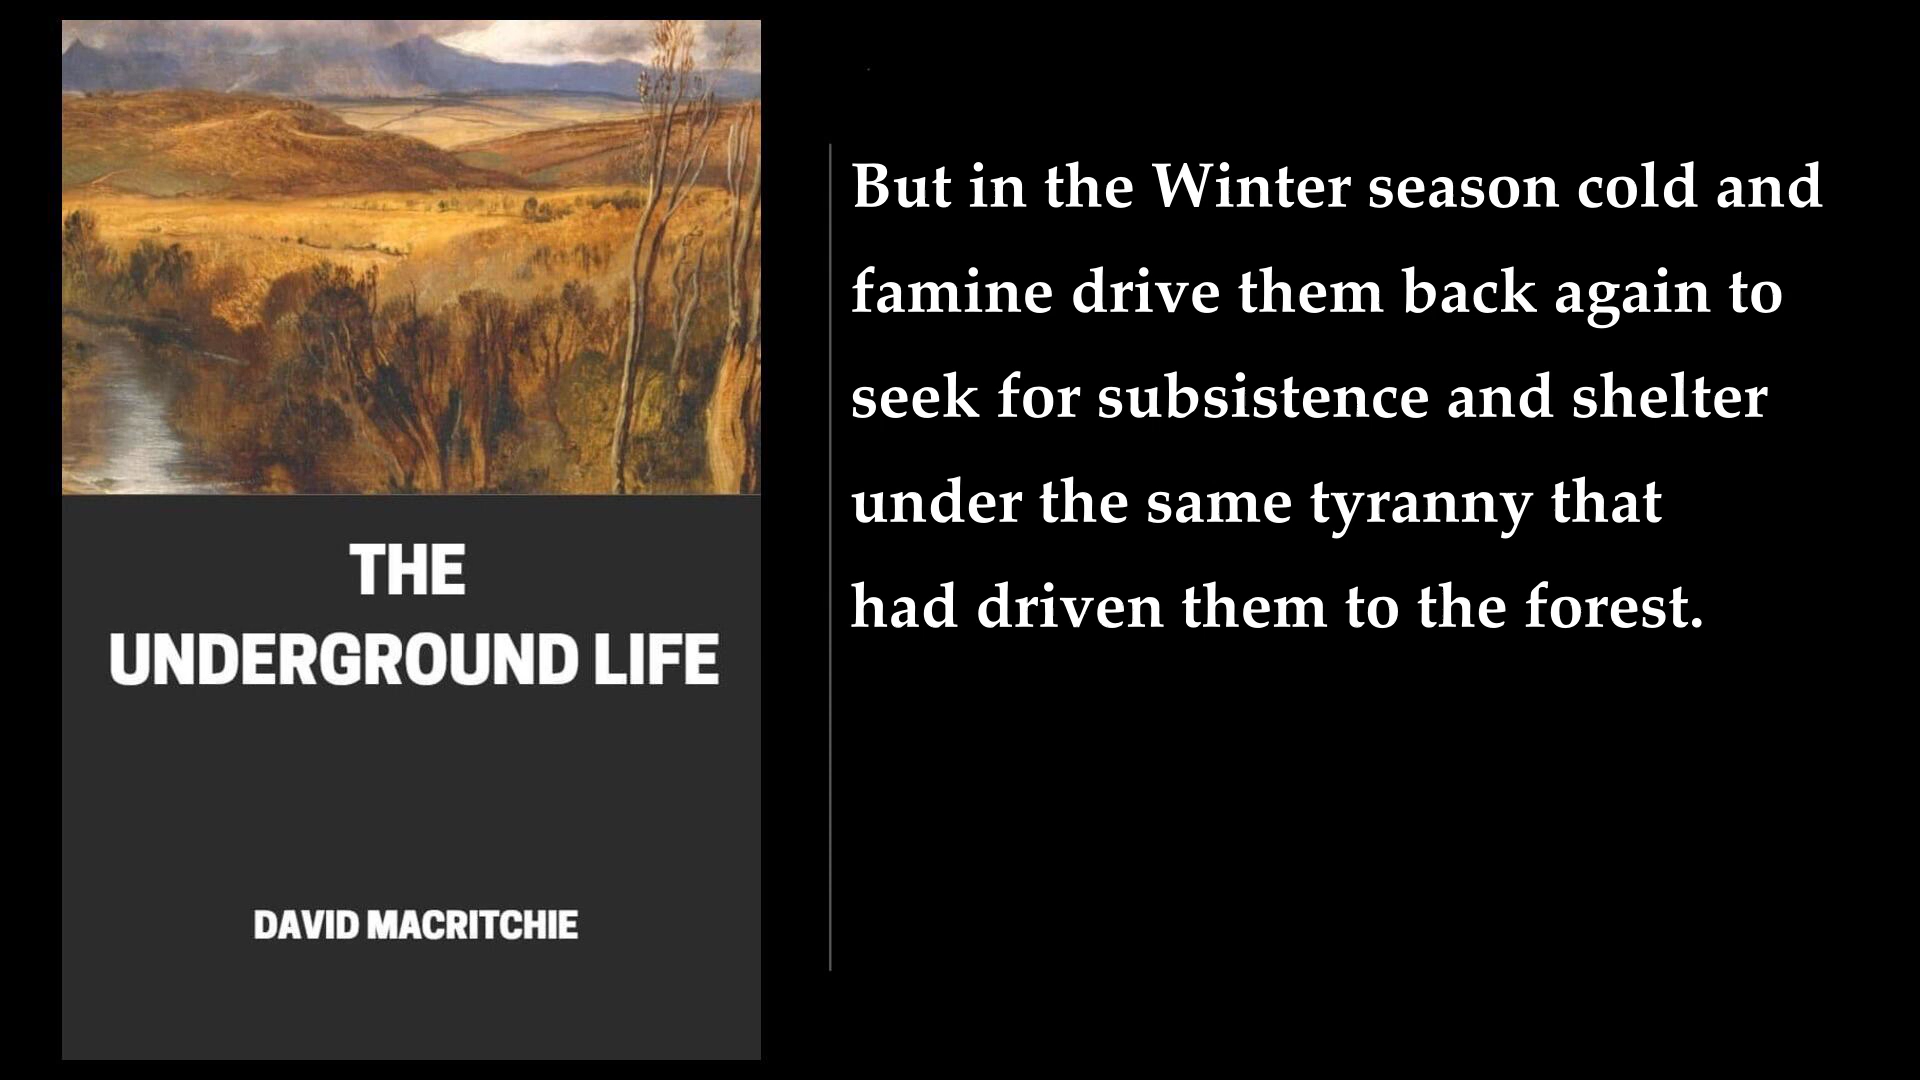 THE
UNDERGROUND LIFE
DAVID MACRITCHIE
But in the Winter season cold and
famine drive them back again to
seek for subsistence and shelter
under the same tyranny that
had driven them to the forest.